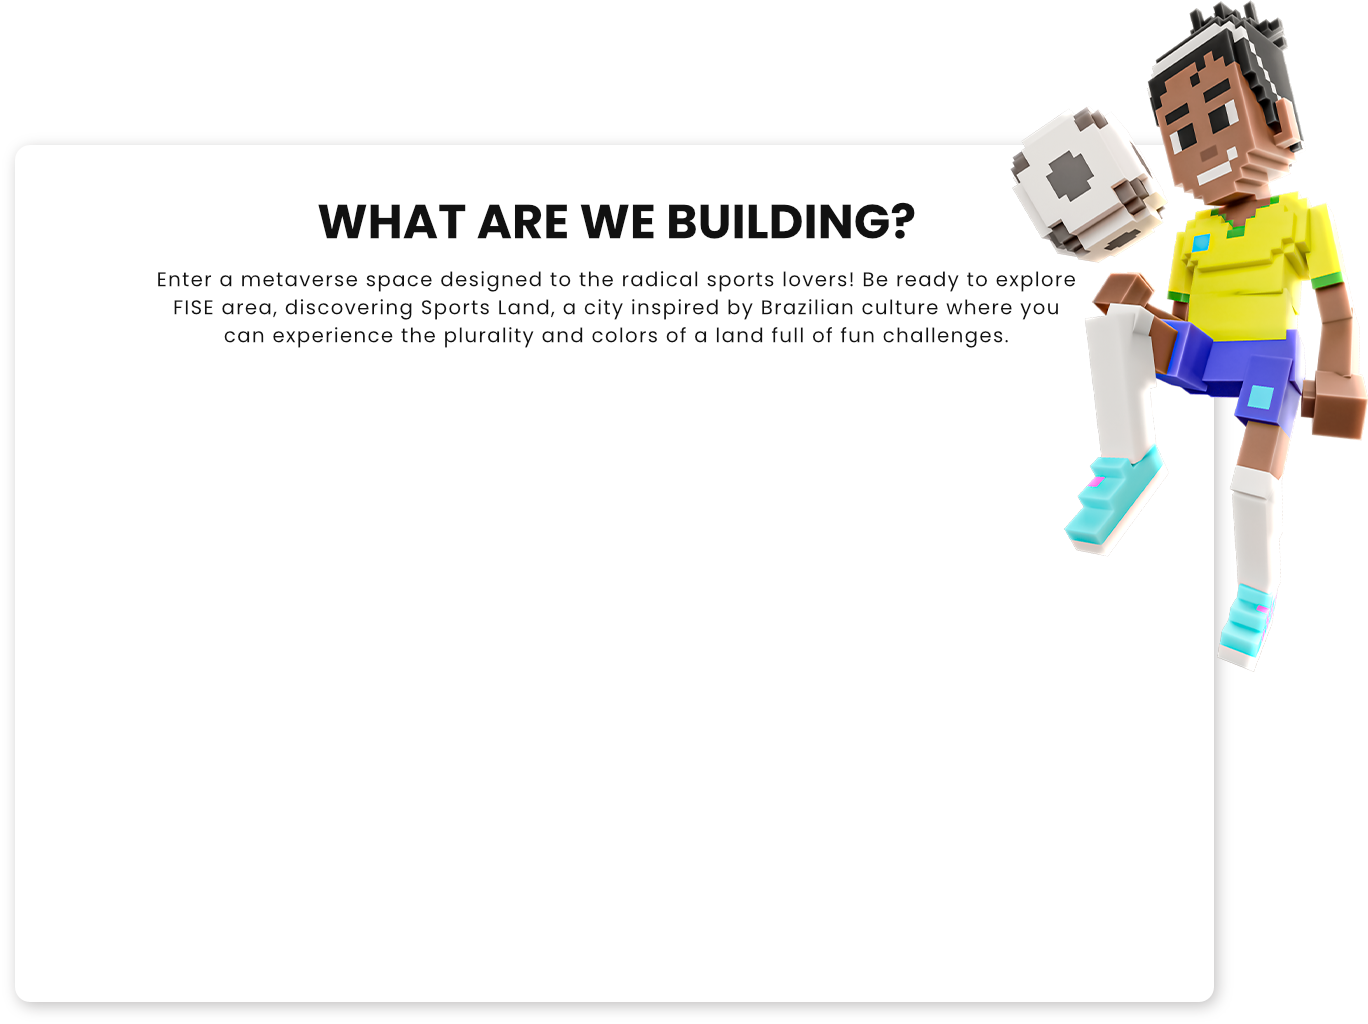 WHAT ARE WE BUILDING?
Enter a metaverse space designed to the radical sports lovers! Be ready to explore
FISE area, discovering Sports Land, a city inspired by Brazilian culture where you
can experience the plurality and colors of a land full of fun challenges.